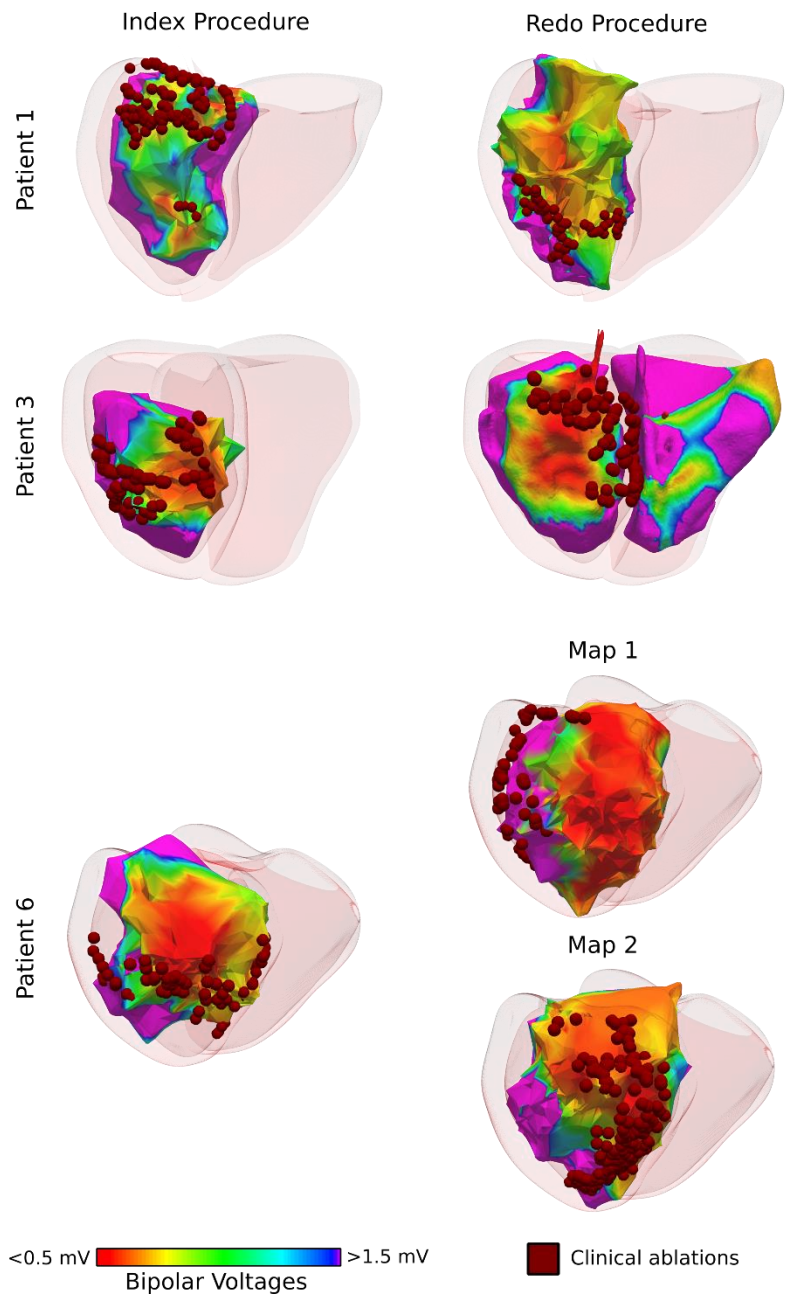 Index Procedure
Redo Procedure
Patient 1
Patient 3
Map 1
Patient 6
Map 2
<0.5 mV
>1.5 mV
Bipolar Voltages
Clinical ablations